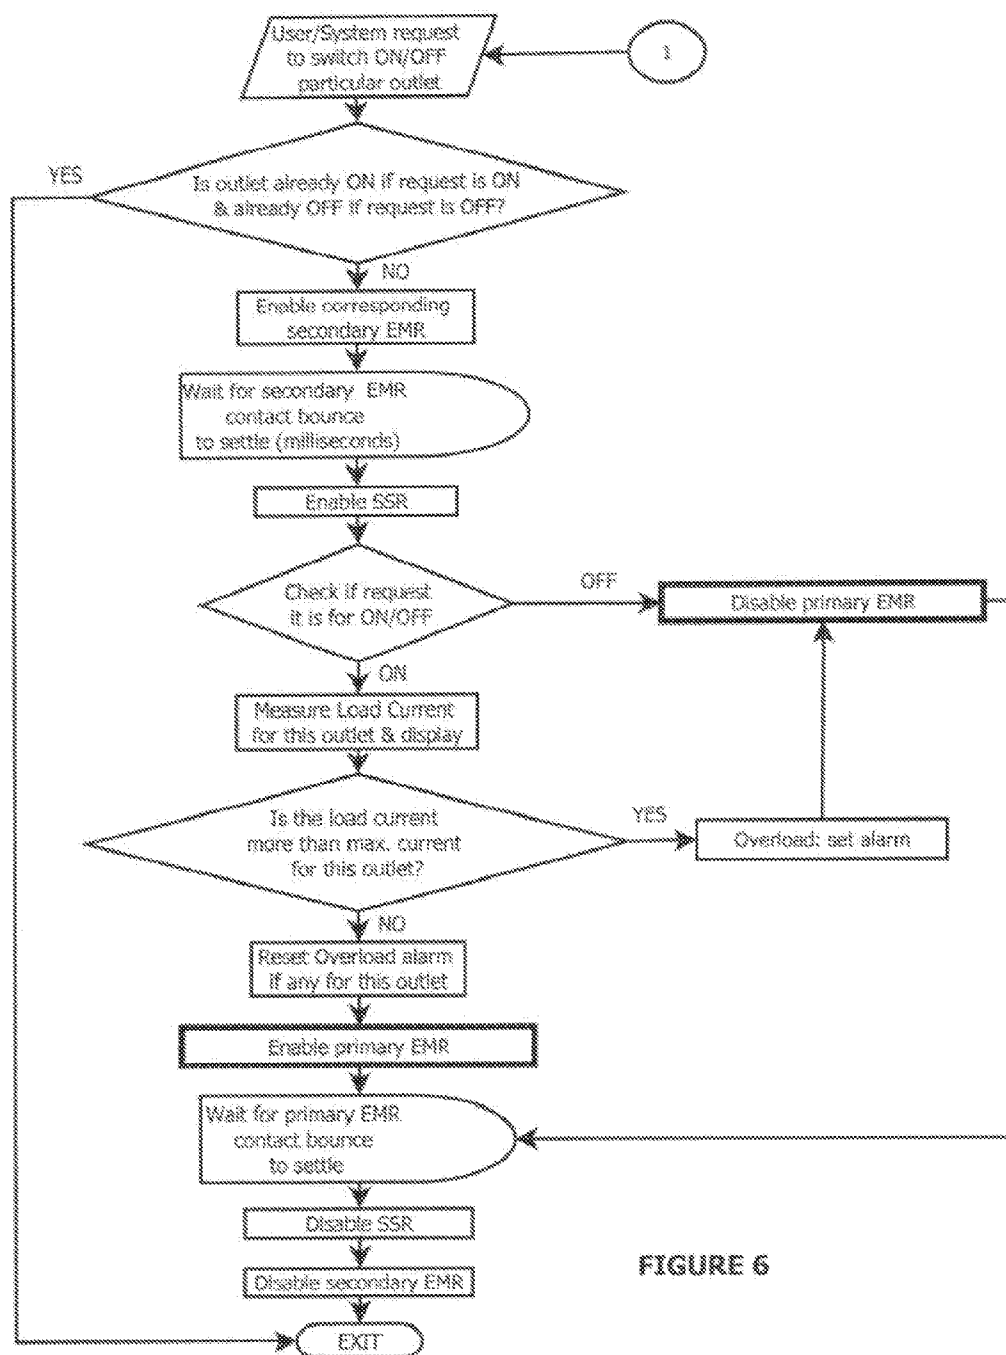 User/System request
to switch ON/OFF
particular outlet
1
YES
Is outlet already ON if request is ON
& already OFF if request is OFF?
NO
Enable corresponding
secondary EMR
Wait for secondary EMR
contact bounce
to settle (milliseconds)
Enable SSR
Check if request
it is for ON/OFF
OFF
Disable primary EMR
ON
Measure Load Current
for this outlet & display
Is the load current
more than max. current
for this outlet?
YES
Overload: set alarm
NO
Reset Overload alarm
if any for this outlet
Enable primary EMR
Wait for primary EMR
contact bounce
to settle
Disable SSR
Disable secondary EMR
EXIT
FIGURE 6